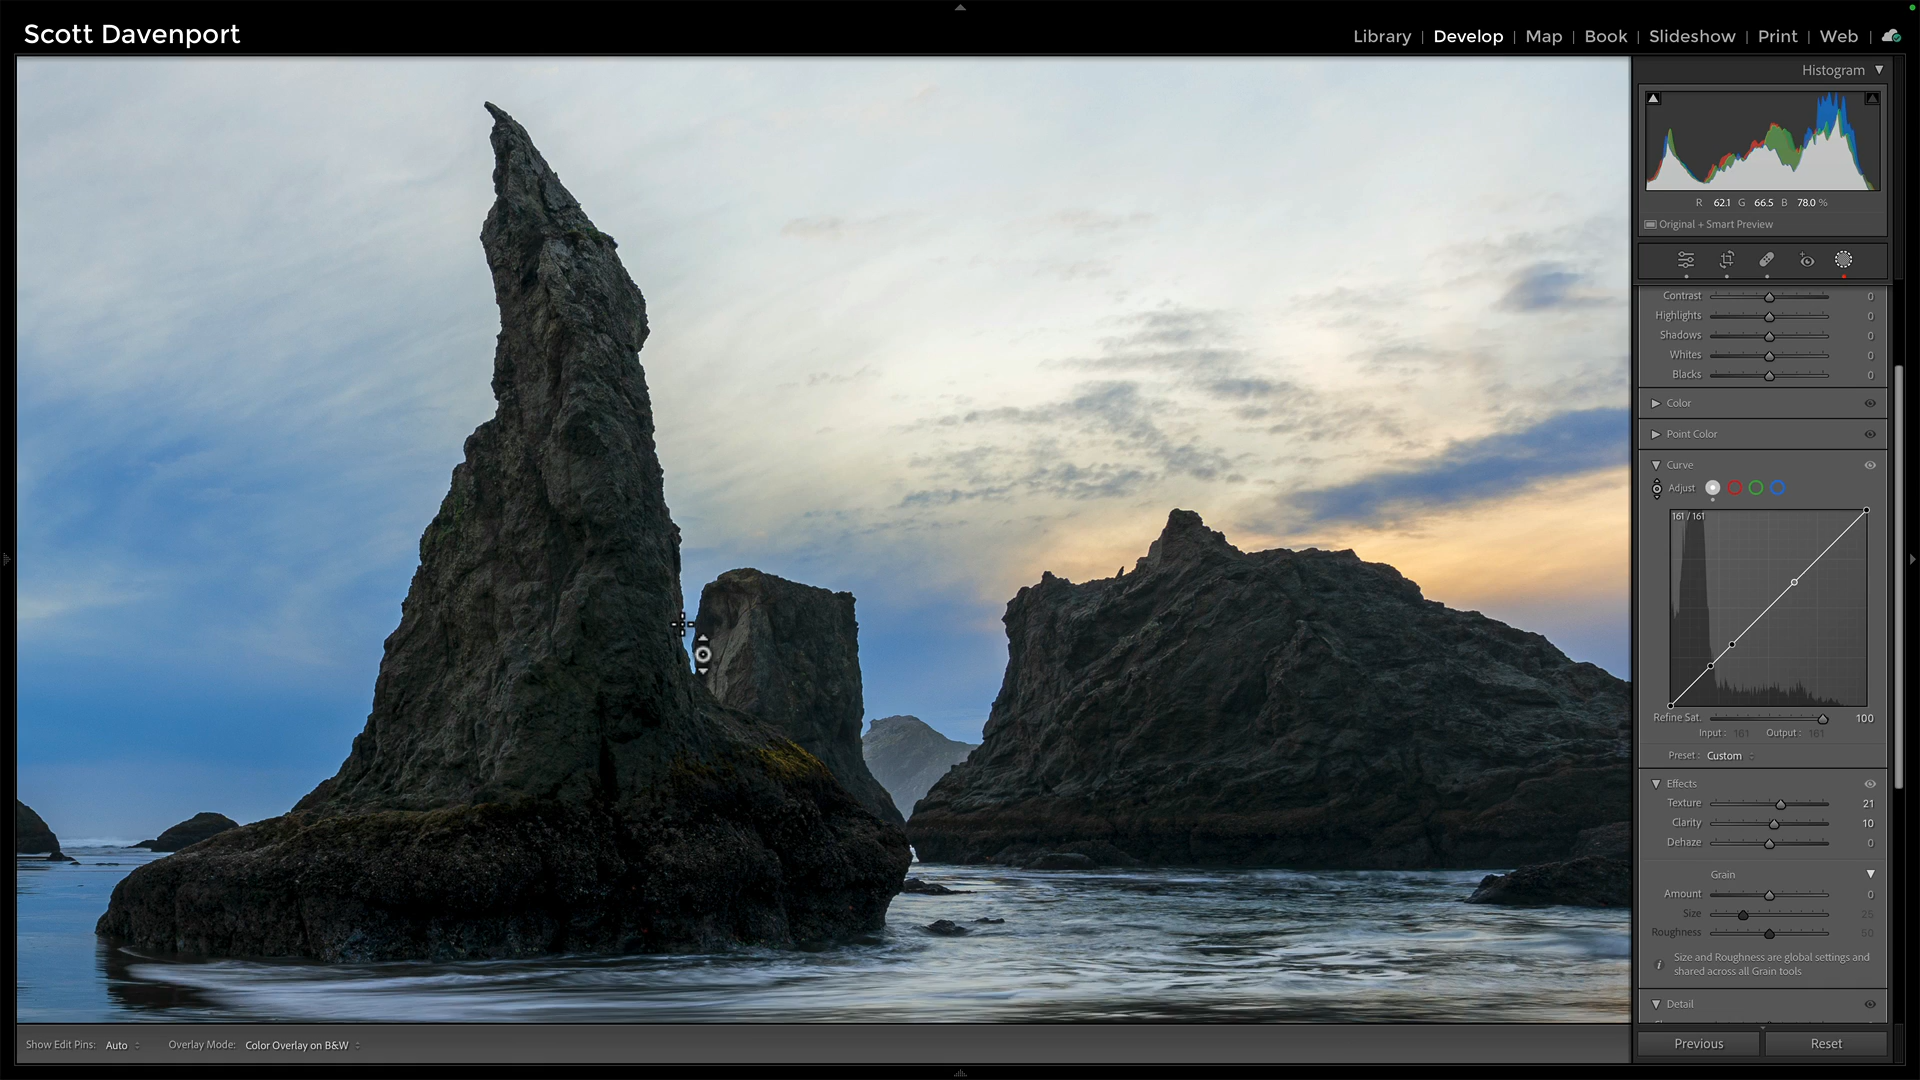 Scott Davenport
Library | Develop | Map | Book | Slideshow | Print | Web |
Histogram
R 62.1 G 66.5 B 78.0 %
Original + Smart Preview
Contrast 0
Highlights 0
Shadows 0
Whites 0
Blacks 0
Color
Point Color
Curve
Adjust
161 / 161
Refine Sat. 100
Input : 161 Output : 161
Preset : Custom
Effects
Texture 21
Clarity 10
Dehaze 0
Grain
Amount 0
Size 25
Roughness 50
Size and Roughness are global settings and
shared across all Grain tools
Detail
Previous Reset
Show Edit Pins: Auto Overlay Mode: Color Overlay on B&W